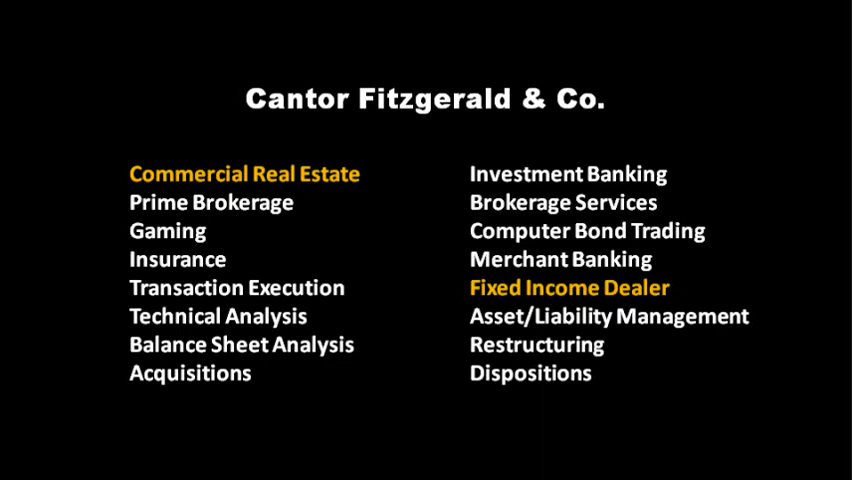 Cantor Fitzgerald & Co.
Commercial Real Estate
Prime Brokerage
Gaming
Insurance
Transaction Execution
Technical Analysis
Balance Sheet Analysis
Acquisitions
Investment Banking
Brokerage Services
Computer Bond Trading
Merchant Banking
Fixed Income Dealer
Asset/Liability Management
Restructuring
Dispositions